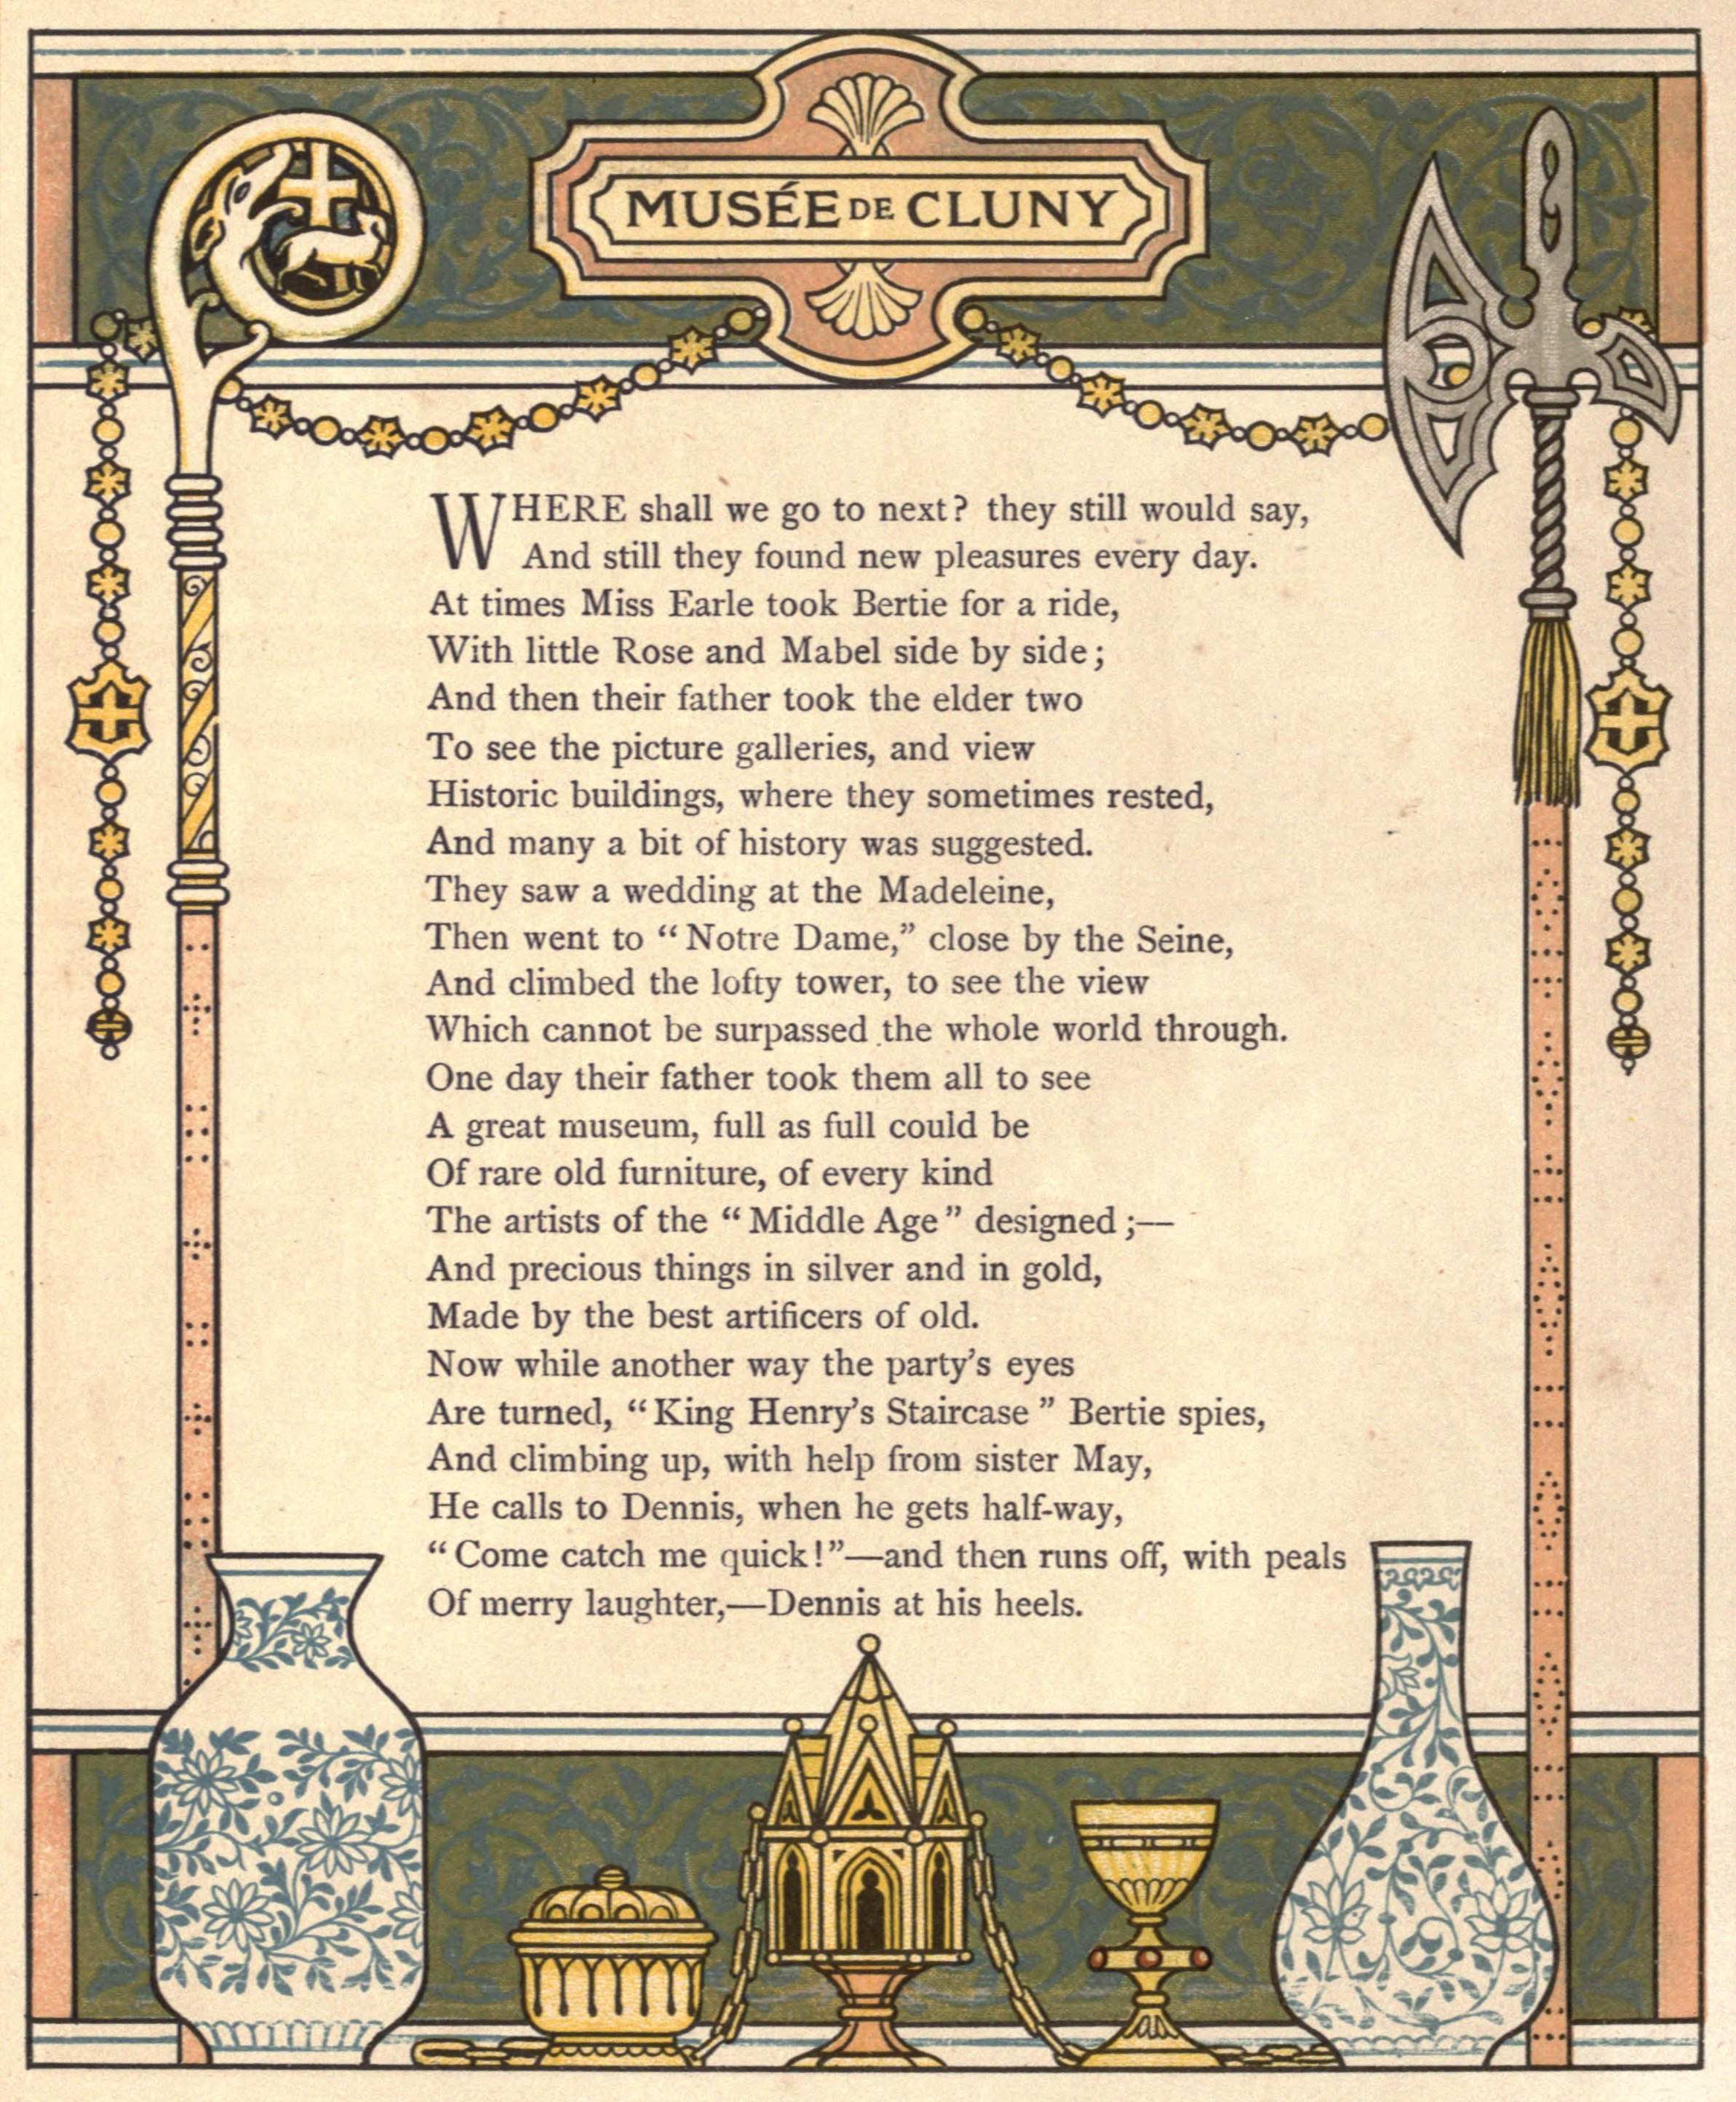 MUSÉE DE CLUNY
WHERE shall we go to next? they still would say,
And still they found new pleasures every day.
At times Miss Earle took Bertie for a ride,
With little Rose and Mabel side by side;
And then their father took the elder two
To see the picture galleries, and view
Historic buildings, where they sometimes rested,
And many a bit of history was suggested.
They saw a wedding at the Madeleine,
Then went to “Notre Dame,” close by the Seine,
And climbed the lofty tower, to see the view
Which cannot be surpassed the whole world through.
One day their father took them all to see
A great museum, full as full could be
Of rare old furniture, of every kind
The artists of the “Middle Age” designed;—
And precious things in silver and in gold,
Made by the best artificers of old.
Now while another way the party’s eyes
Are turned, “King Henry’s Staircase” Bertie spies,
And climbing up, with help from sister May,
He calls to Dennis, when he gets half-way,
“Come catch me quick!”—and then runs off, with peals
Of merry laughter,—Dennis at his heels.